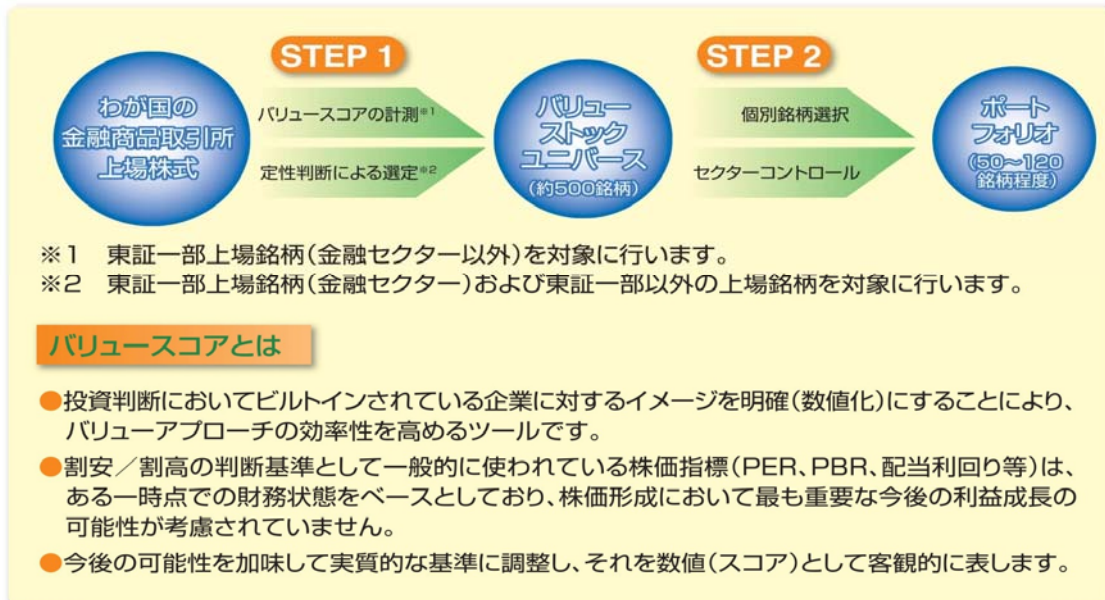 STEP 1
STEP 2
わが国の
金融商品取引所
上場株式
バリュースコアの計測※1
定性判断による選定※2
バリュー
ストック
ユニバース
(約500銘柄)
個別銘柄選択
セクターコントロール
ポート
フォリオ
(50～120
銘柄程度)
※1　東証一部上場銘柄(金融セクター以外)を対象に行います。
※2　東証一部上場銘柄(金融セクター)および東証一部以外の上場銘柄を対象に行います。
バリュースコアとは
●投資判断においてビルトインされている企業に対するイメージを明確(数値化)にすることにより、
バリューアプローチの効率性を高めるツールです。
●割安／割高の判断基準として一般的に使われている株価指標(PER、PBR、配当利回り等)は、
ある一時点での財務状態をベースとしており、株価形成において最も重要な今後の利益成長の
可能性が考慮されていません。
●今後の可能性を加味して実質的な基準に調整し、それを数値(スコア)として客観的に表します。